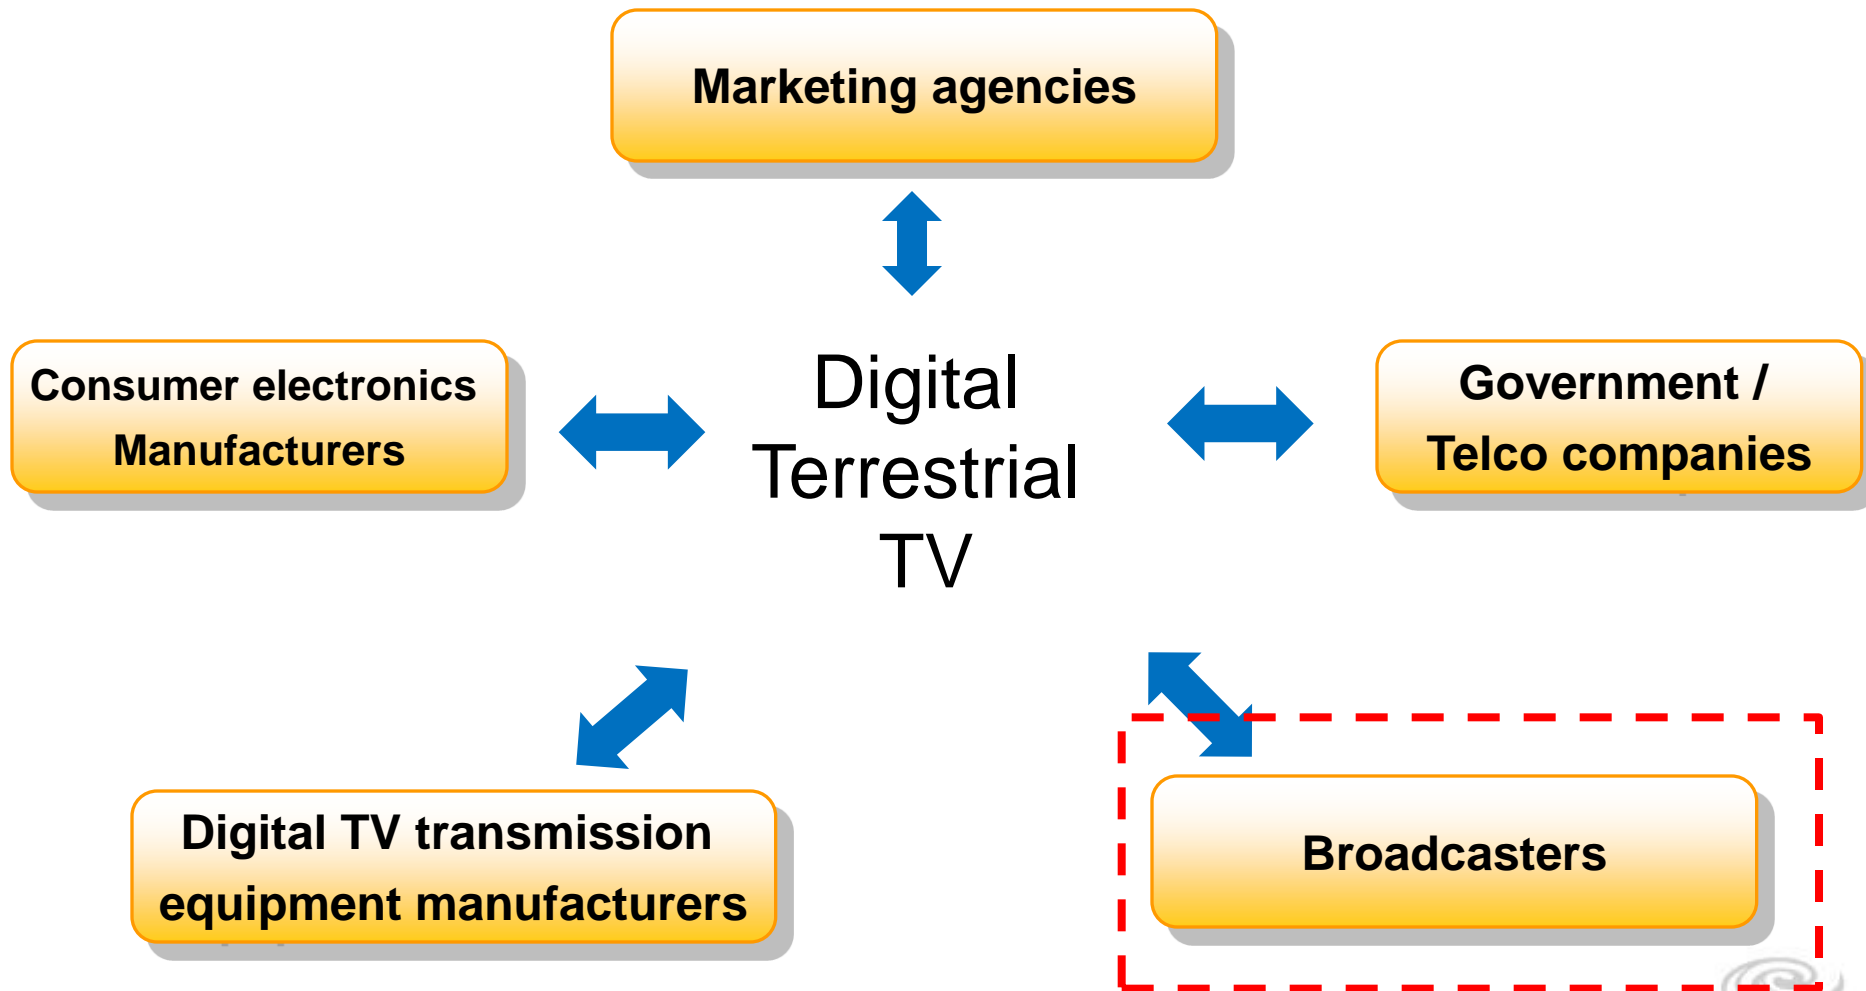 Marketing agencies
Consumer electronics
Manufacturers
Digital
Terrestrial
TV
Government /
Telco companies
Digital TV transmission
equipment manufacturers
Broadcasters